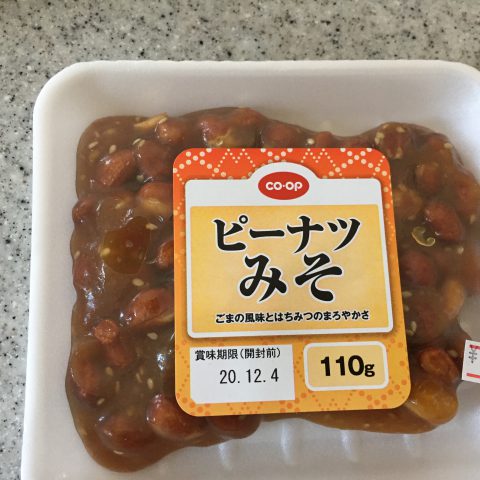 CO·OP
ピーナツ
みそ
ごまの風味とはちみつのまろやかさ
賞味期限(開封前)
20.12.4
110g